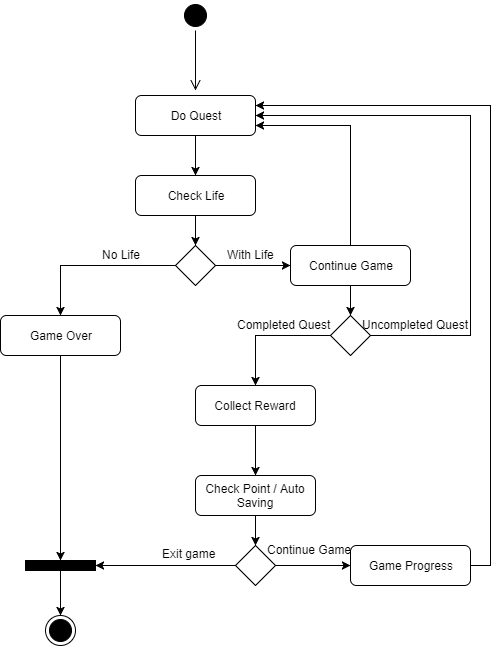 Do Quest
Check Life
No Life
With Life
Continue Game
Game Over
Completed Quest
Uncompleted Quest
Collect Reward
Check Point / Auto
Saving
Exit game
Continue Game
Game Progress